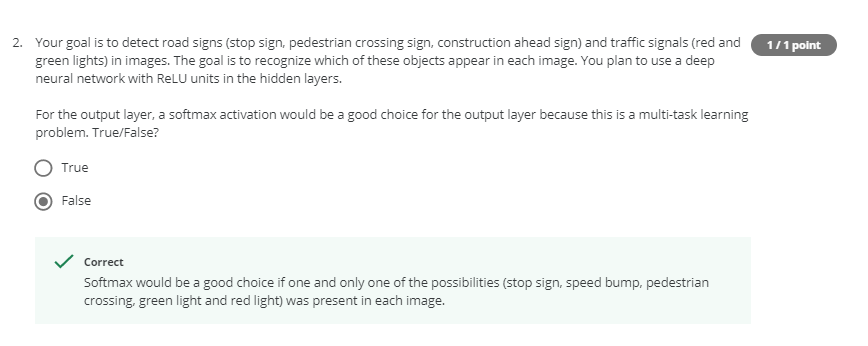 2. Your goal is to detect road signs (stop sign, pedestrian crossing sign, construction ahead sign) and traffic signals (red and
1 / 1 point
green lights) in images. The goal is to recognize which of these objects appear in each image. You plan to use a deep
neural network with ReLU units in the hidden layers.
For the output layer, a softmax activation would be a good choice for the output layer because this is a multi-task learning
problem. True/False?
True
False
Correct
Softmax would be a good choice if one and only one of the possibilities (stop sign, speed bump, pedestrian
crossing, green light and red light) was present in each image.